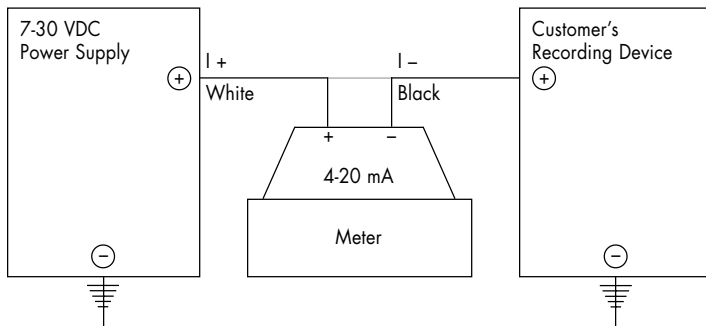 7-30 VDC
Power Supply
I +
White
I –
Black
Customer’s
Recording Device
+
+
+
–
4-20 mA
Meter
–
–